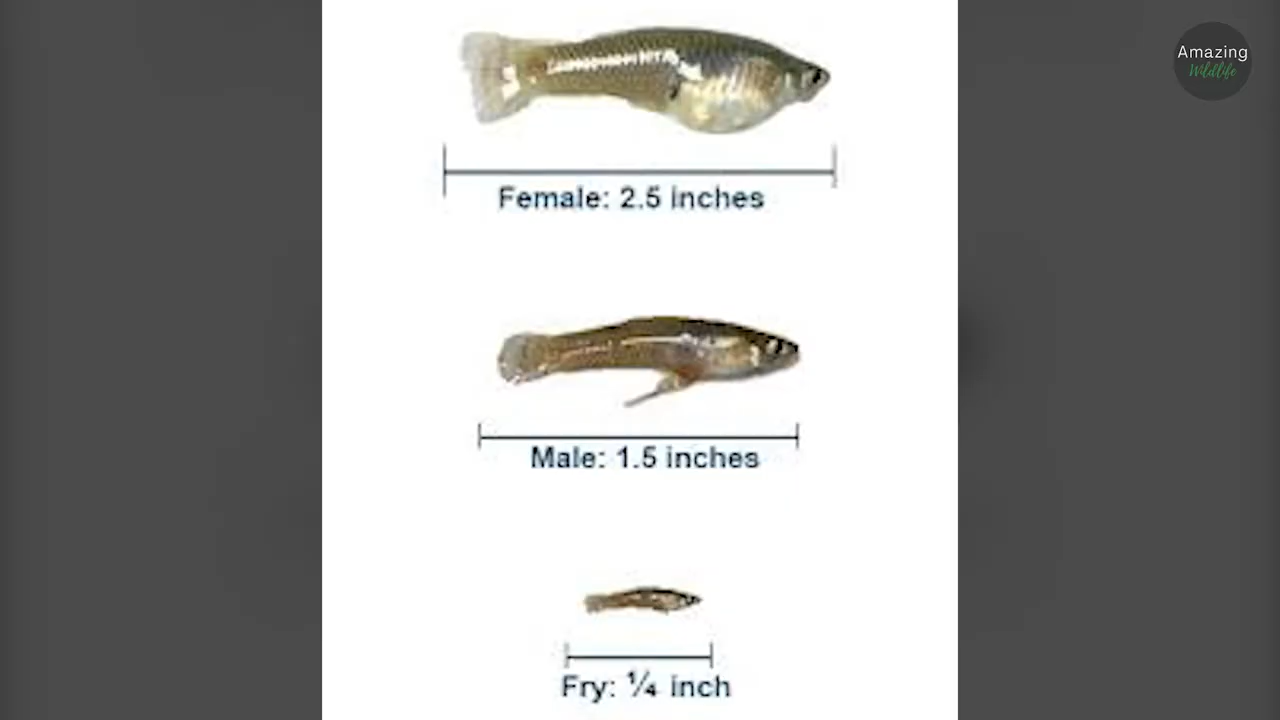 Amazing
Wildlife
Female: 2.5 inches
Male: 1.5 inches
Fry: ¼ inch